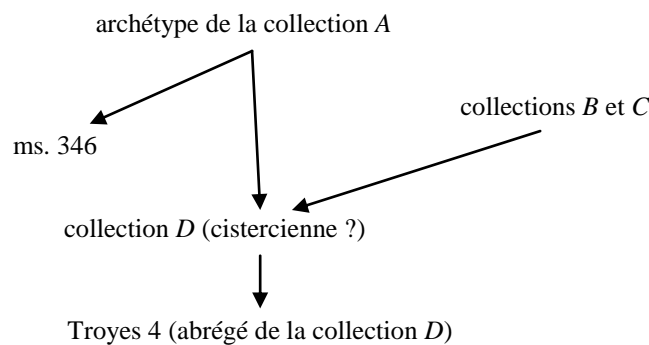 archétype de la collection A
collections B et C
ms. 346
collection D (cistercienne ?)
Troyes 4 (abrégé de la collection D)